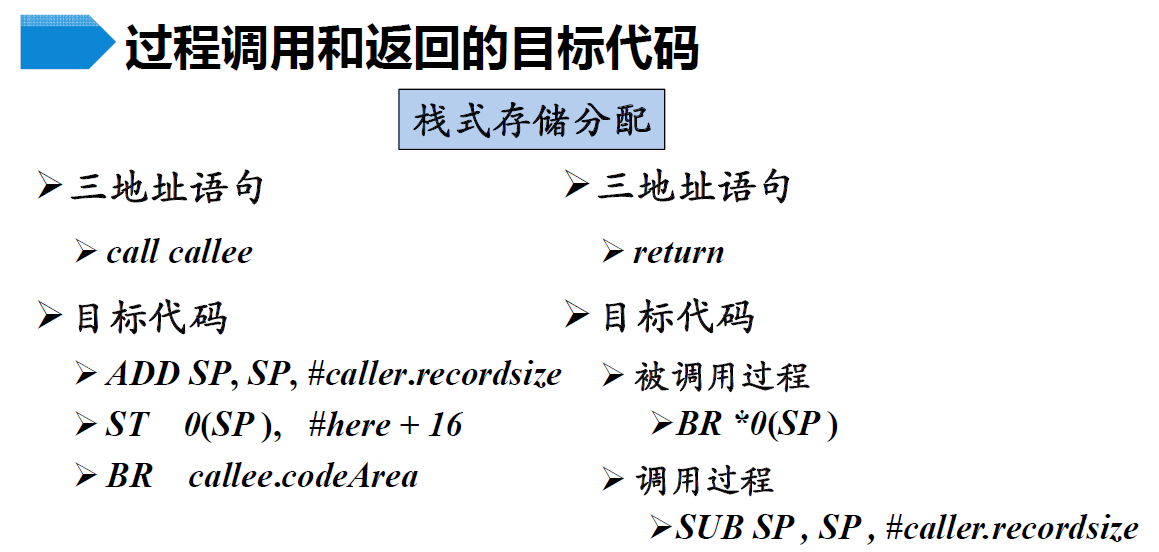 过程调用和返回的目标代码
栈式存储分配
三地址语句
call callee
目标代码
ADD SP, SP, #caller.recordsize
ST 0(SP ), #here + 16
BR callee.codeArea
三地址语句
return
目标代码
被调用过程
BR *0(SP )
调用过程
SUB SP , SP , #caller.recordsize